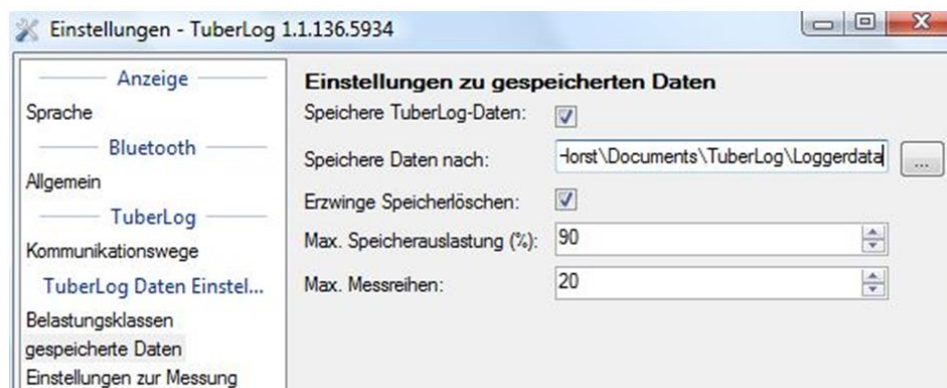 Einstellungen - TuberLog 1.1.136.5934
Anzeige
Sprache
Bluetooth
Allgemein
TuberLog
Kommunikationswege
TuberLog Daten Einstel...
Belastungsklassen
gespeicherte Daten
Einstellungen zur Messung
Einstellungen zu gespeicherten Daten
Speichere TuberLog-Daten:
Speichere Daten nach: Horst\Documents\TuberLog\Loggerdata ...
Erzwinge Speicherlöschen:
Max. Speicherauslastung (%): 90
Max. Messreihen: 20